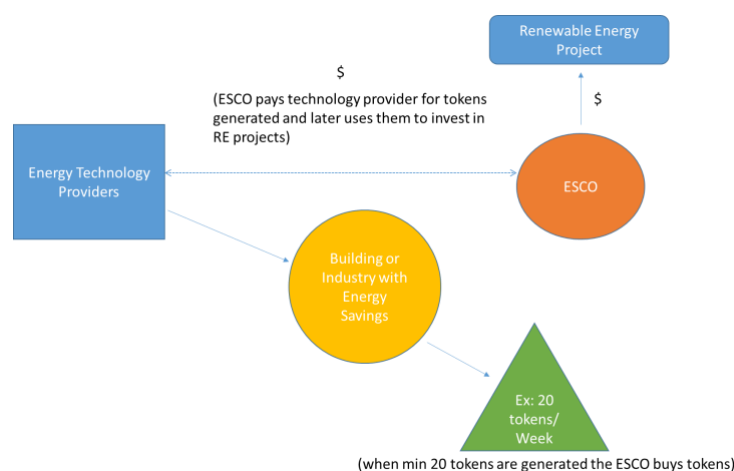 Renewable Energy
Project
$
(ESCO pays technology provider for tokens
generated and later uses them to invest in
RE projects)
$
Energy Technology
Providers
ESCO
Building or
Industry with
Energy
Savings
Ex: 20
tokens/
Week
(when min 20 tokens are generated the ESCO buys tokens)